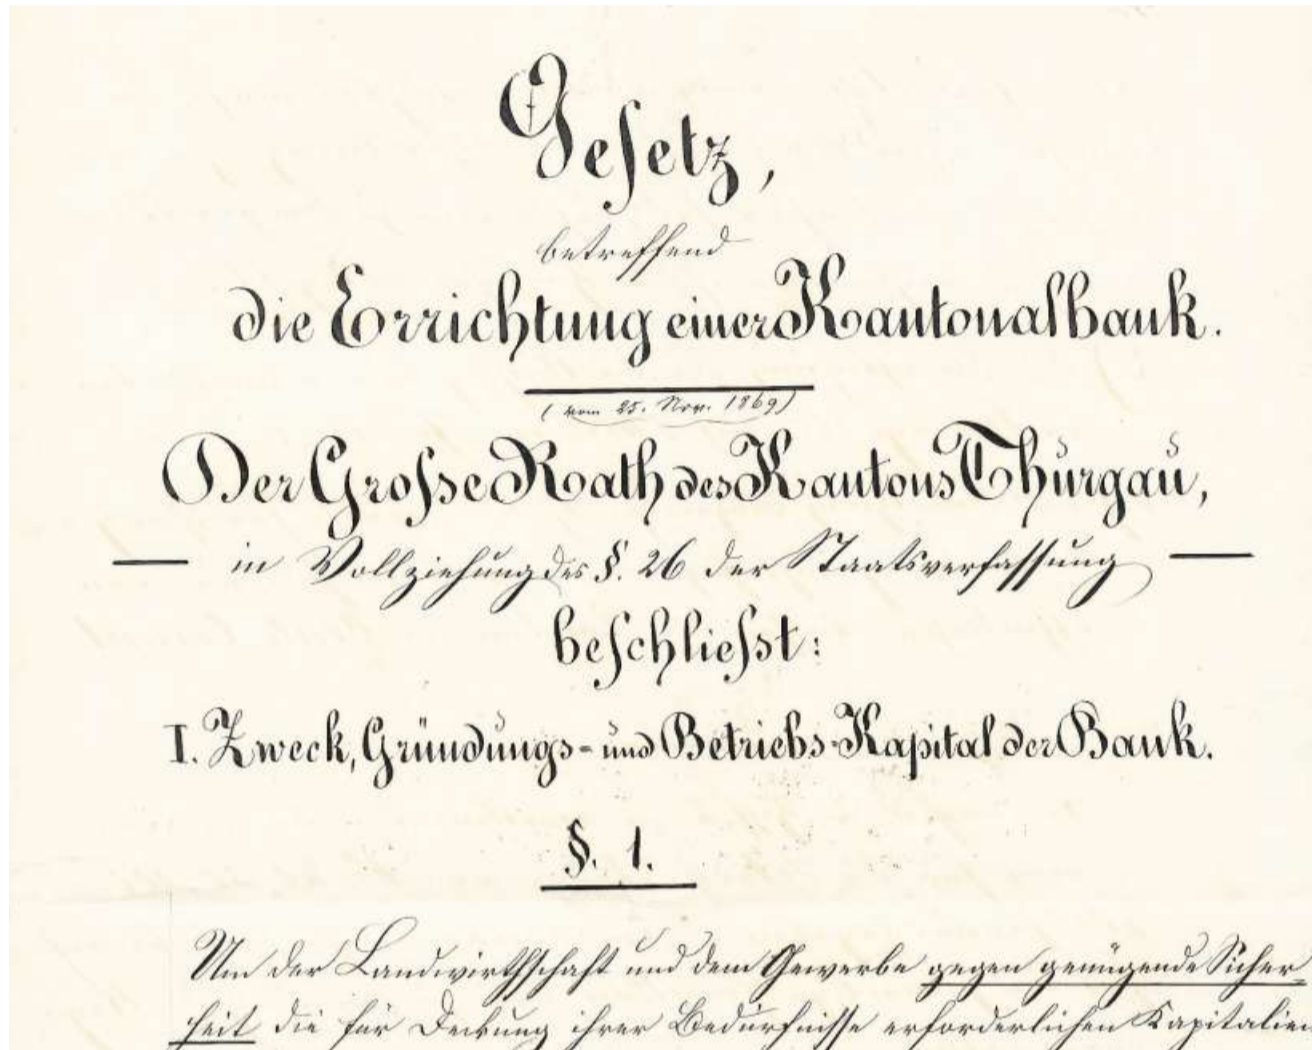 Gesetz,
betreffend
die Errichtung einer Kantonalbank.
(vom 25. Nov. 1869)
Der Grosse Rath des Kantons Thurgau,
— in Vollziehung des §. 26 der Staatsverfassung —
beschliesst:
I. Zweck, Gründungs- und Betriebs-Kapital der Bank.
§. 1.
Um der Landwirthschaft und dem Gewerbe gegen genügende Sicher=
heit die für Deckung ihrer Bedürfnisse erforderlichen Kapitalien